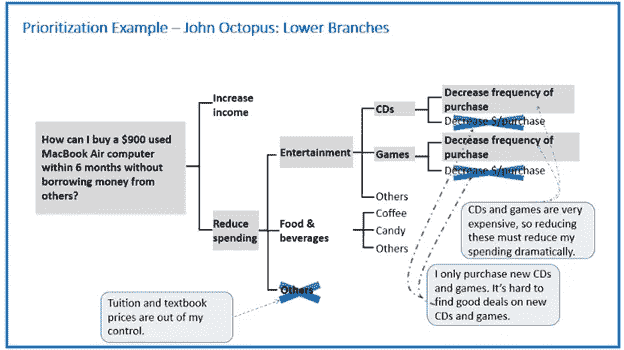 Prioritization Example – John Octopus: Lower Branches
How can I buy a $900 used
MacBook Air computer
within 6 months without
borrowing money from
others?
Increase
income
Reduce
spending
Entertainment
Food &
beverages
Others
CDs
Games
Others
Coffee
Candy
Others
Decrease frequency of
purchase
Decrease $/purchase
Decrease frequency of
purchase
Decrease $/purchase
CDs and games are very
expensive, so reducing
these must reduce my
spending dramatically.
I only purchase new CDs
and games. It's hard to
find good deals on new
CDs and games.
Tuition and textbook
prices are out of my
control.